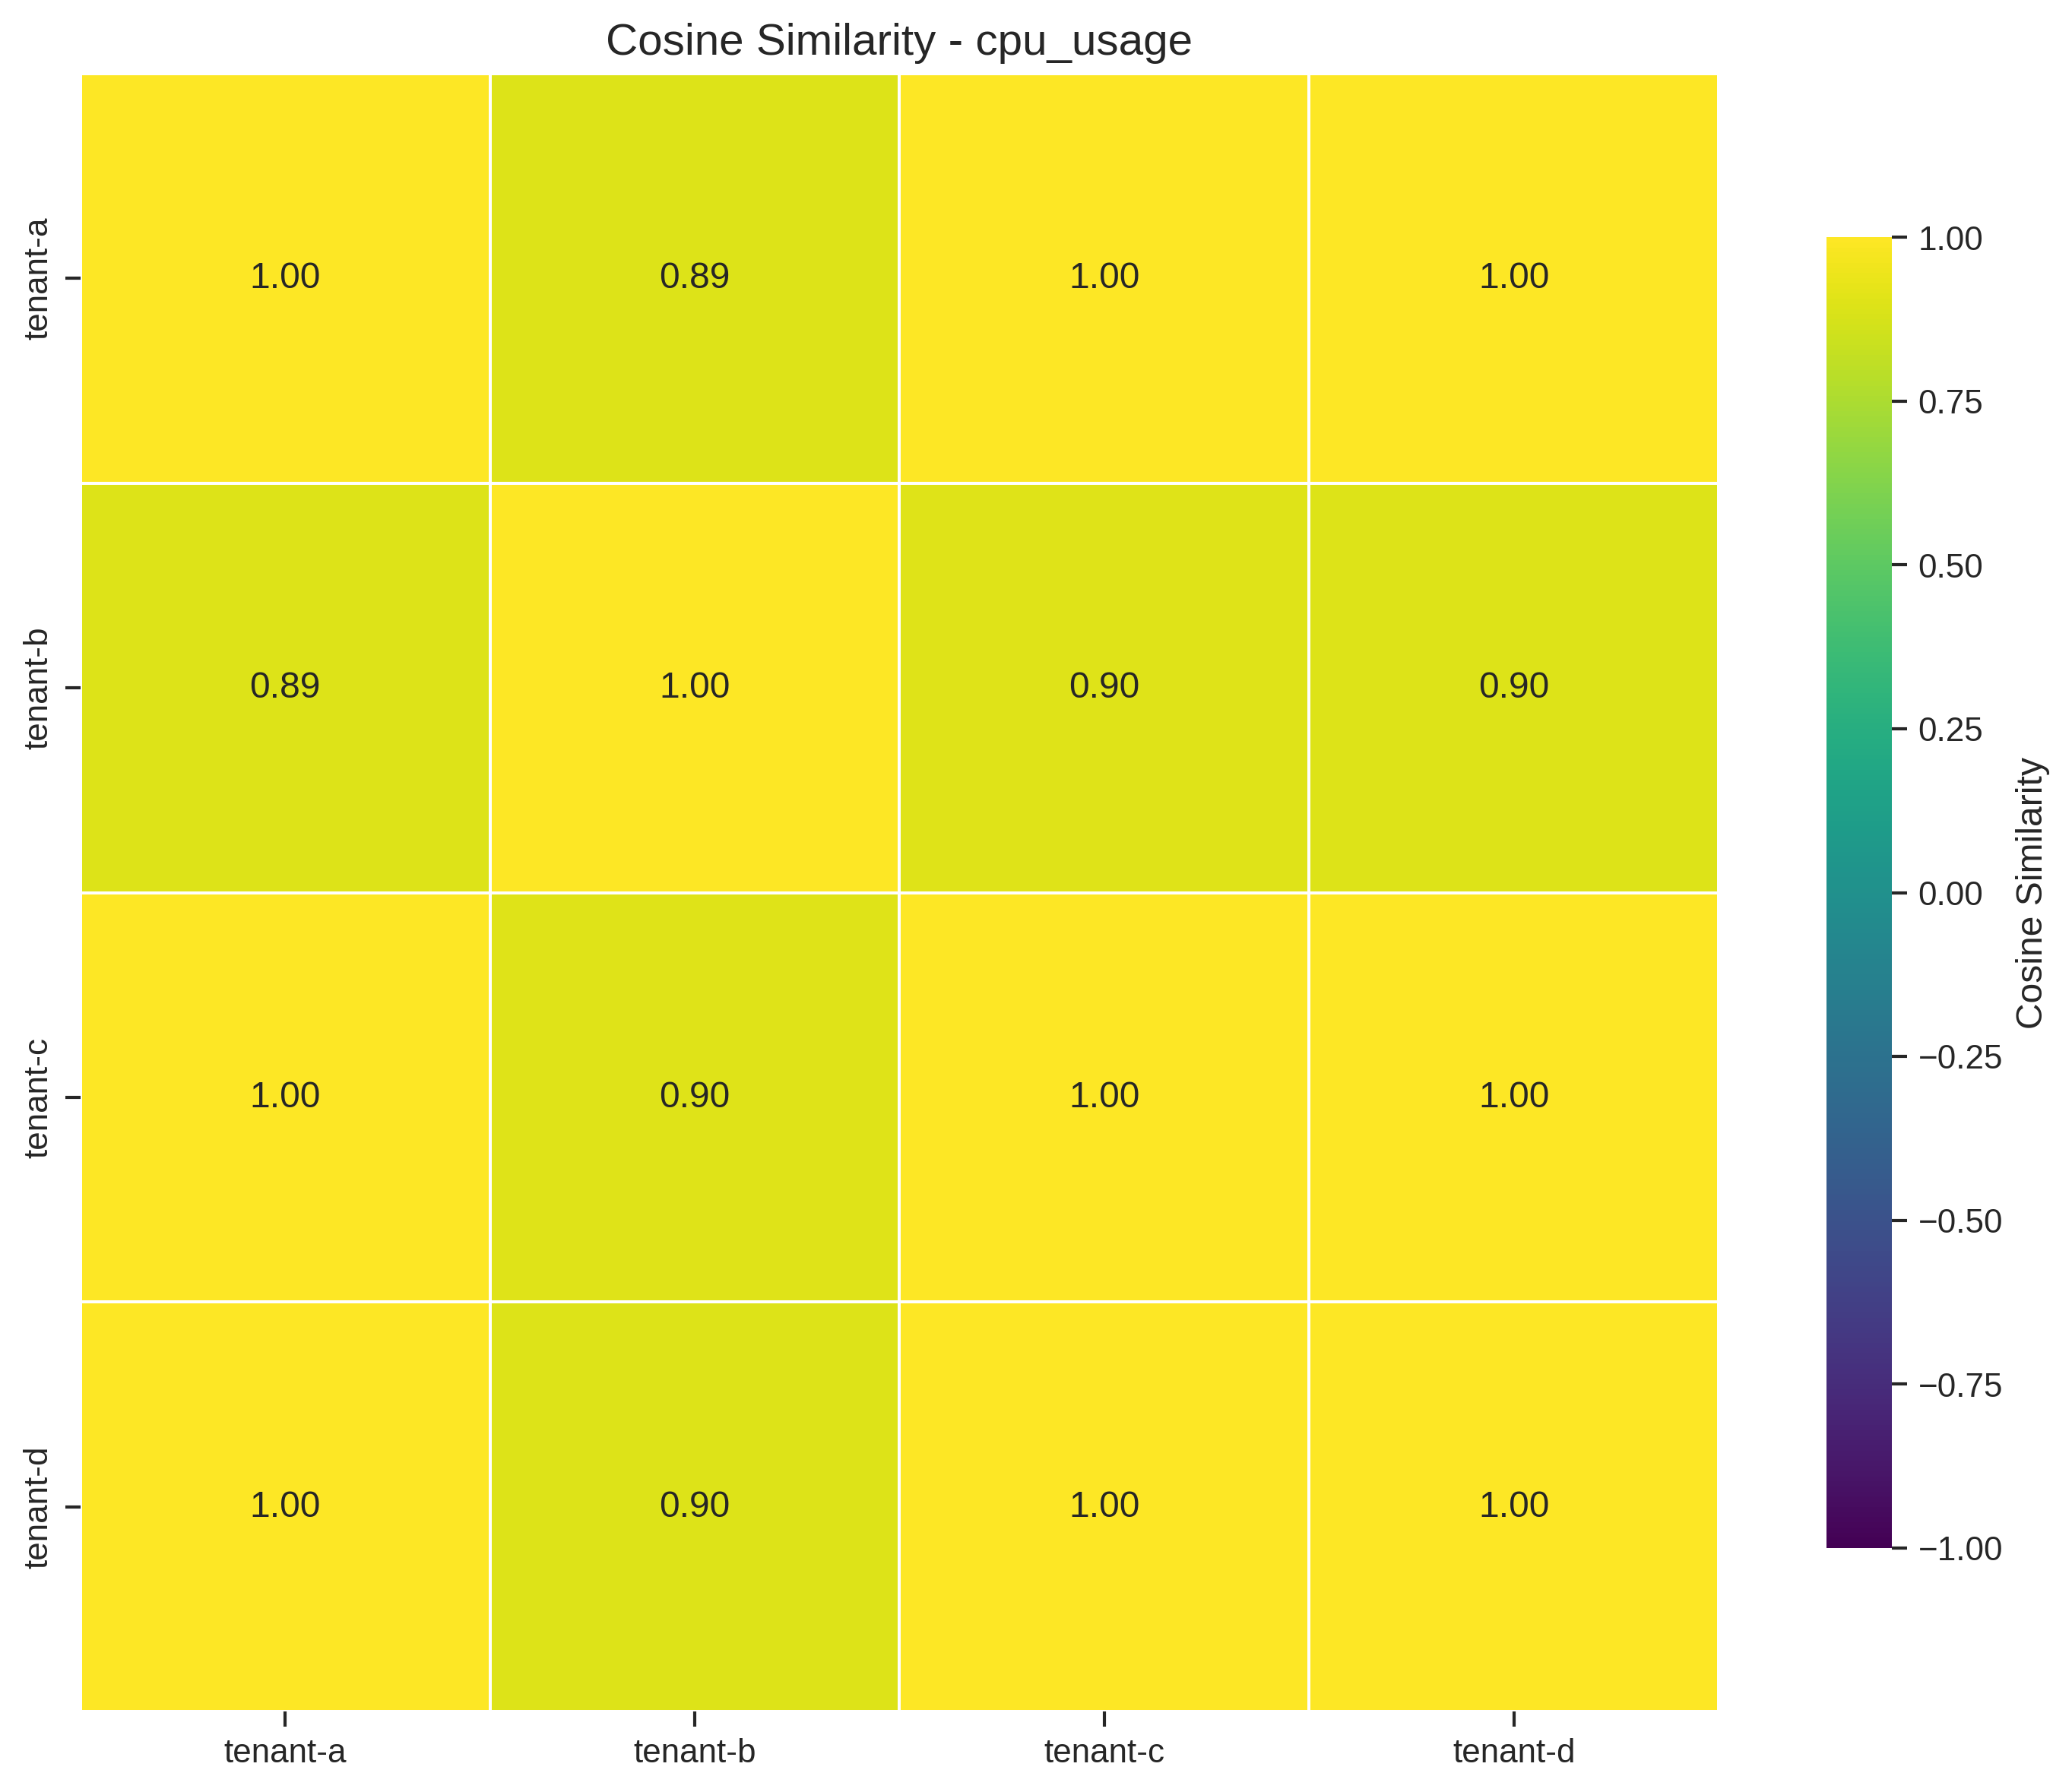 Cosine Similarity - cpu_usage
tenant-a
1.00
0.89
1.00
1.00
tenant-b
0.89
1.00
0.90
0.90
tenant-c
1.00
0.90
1.00
1.00
tenant-d
1.00
0.90
1.00
1.00
tenant-a
tenant-b
tenant-c
tenant-d
1.00
0.75
0.50
0.25
0.00
−0.25
−0.50
−0.75
−1.00
Cosine Similarity